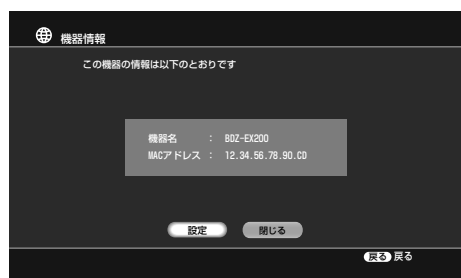 機器情報
この機器の情報は以下のとおりです
機器名 : BDZ-EX200
MACアドレス : 12.34.56.78.90.CD
設定 閉じる
戻る 戻る